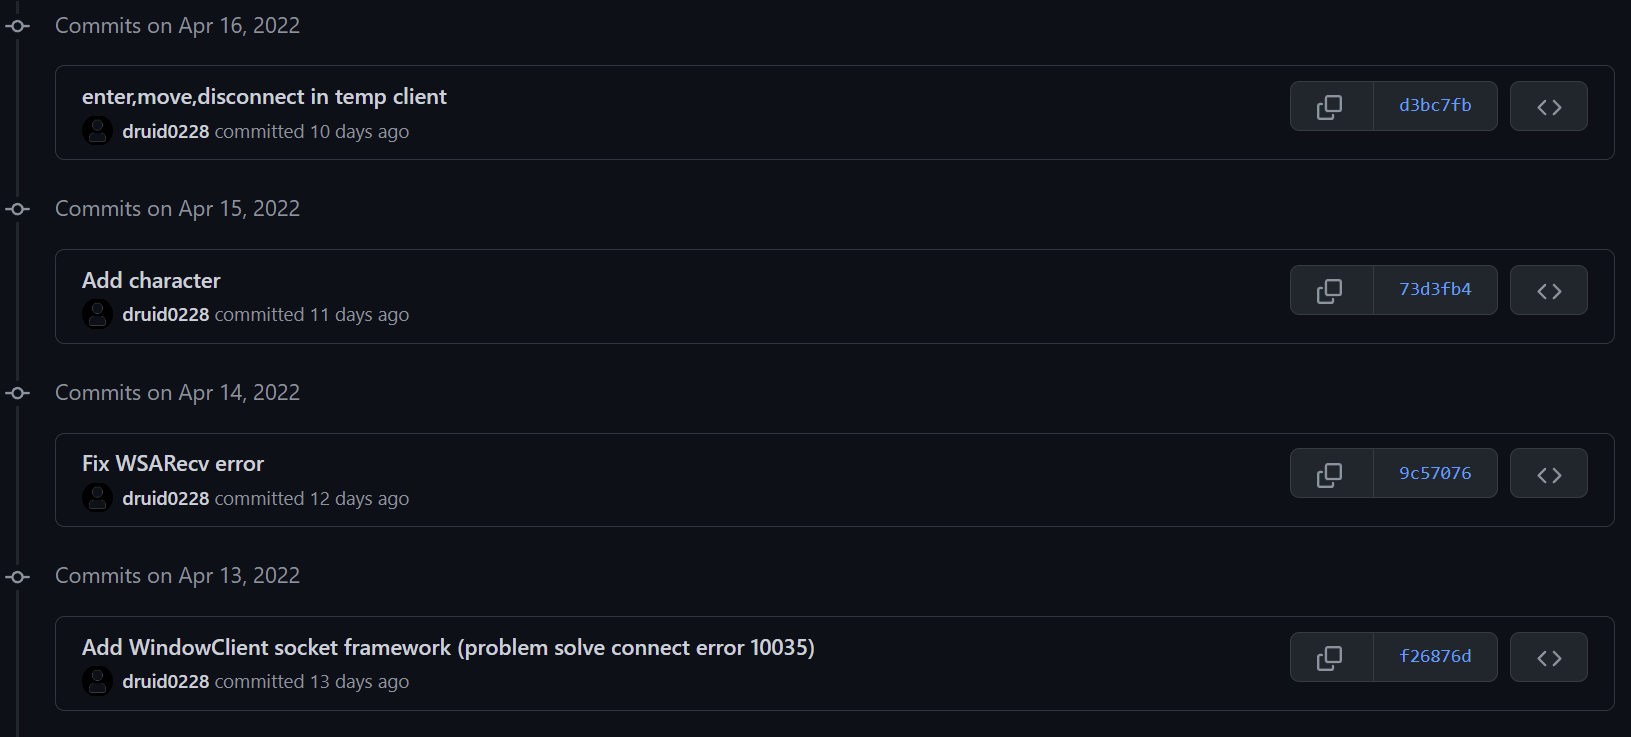 Commits on Apr 16, 2022
enter,move,disconnect in temp client
d3bc7fb
druid0228 committed 10 days ago
Commits on Apr 15, 2022
Add character
73d3fb4
druid0228 committed 11 days ago
Commits on Apr 14, 2022
Fix WSARecv error
9c57076
druid0228 committed 12 days ago
Commits on Apr 13, 2022
Add WindowClient socket framework (problem solve connect error 10035)
f26876d
druid0228 committed 13 days ago